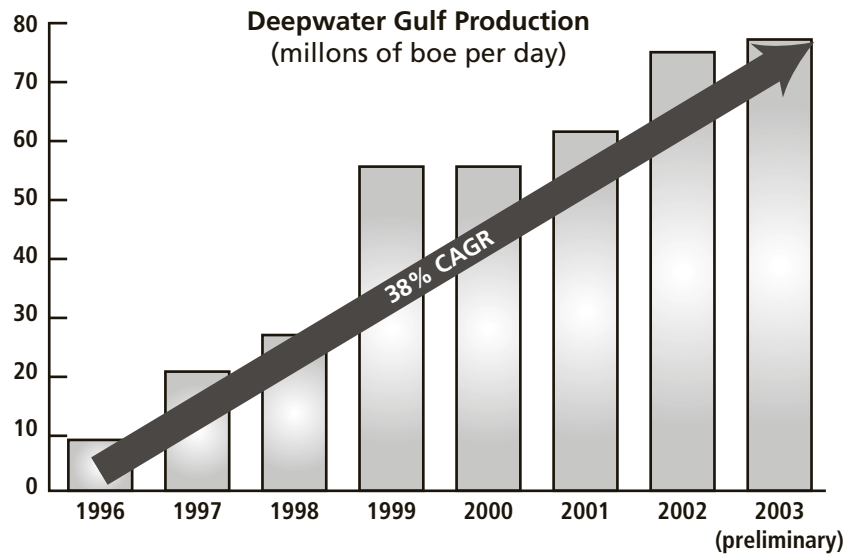 Deepwater Gulf Production
(millons of boe per day)
80
70
60
50
40
30
20
10
0
38% CAGR
1996 1997 1998 1999 2000 2001 2002 2003
(preliminary)